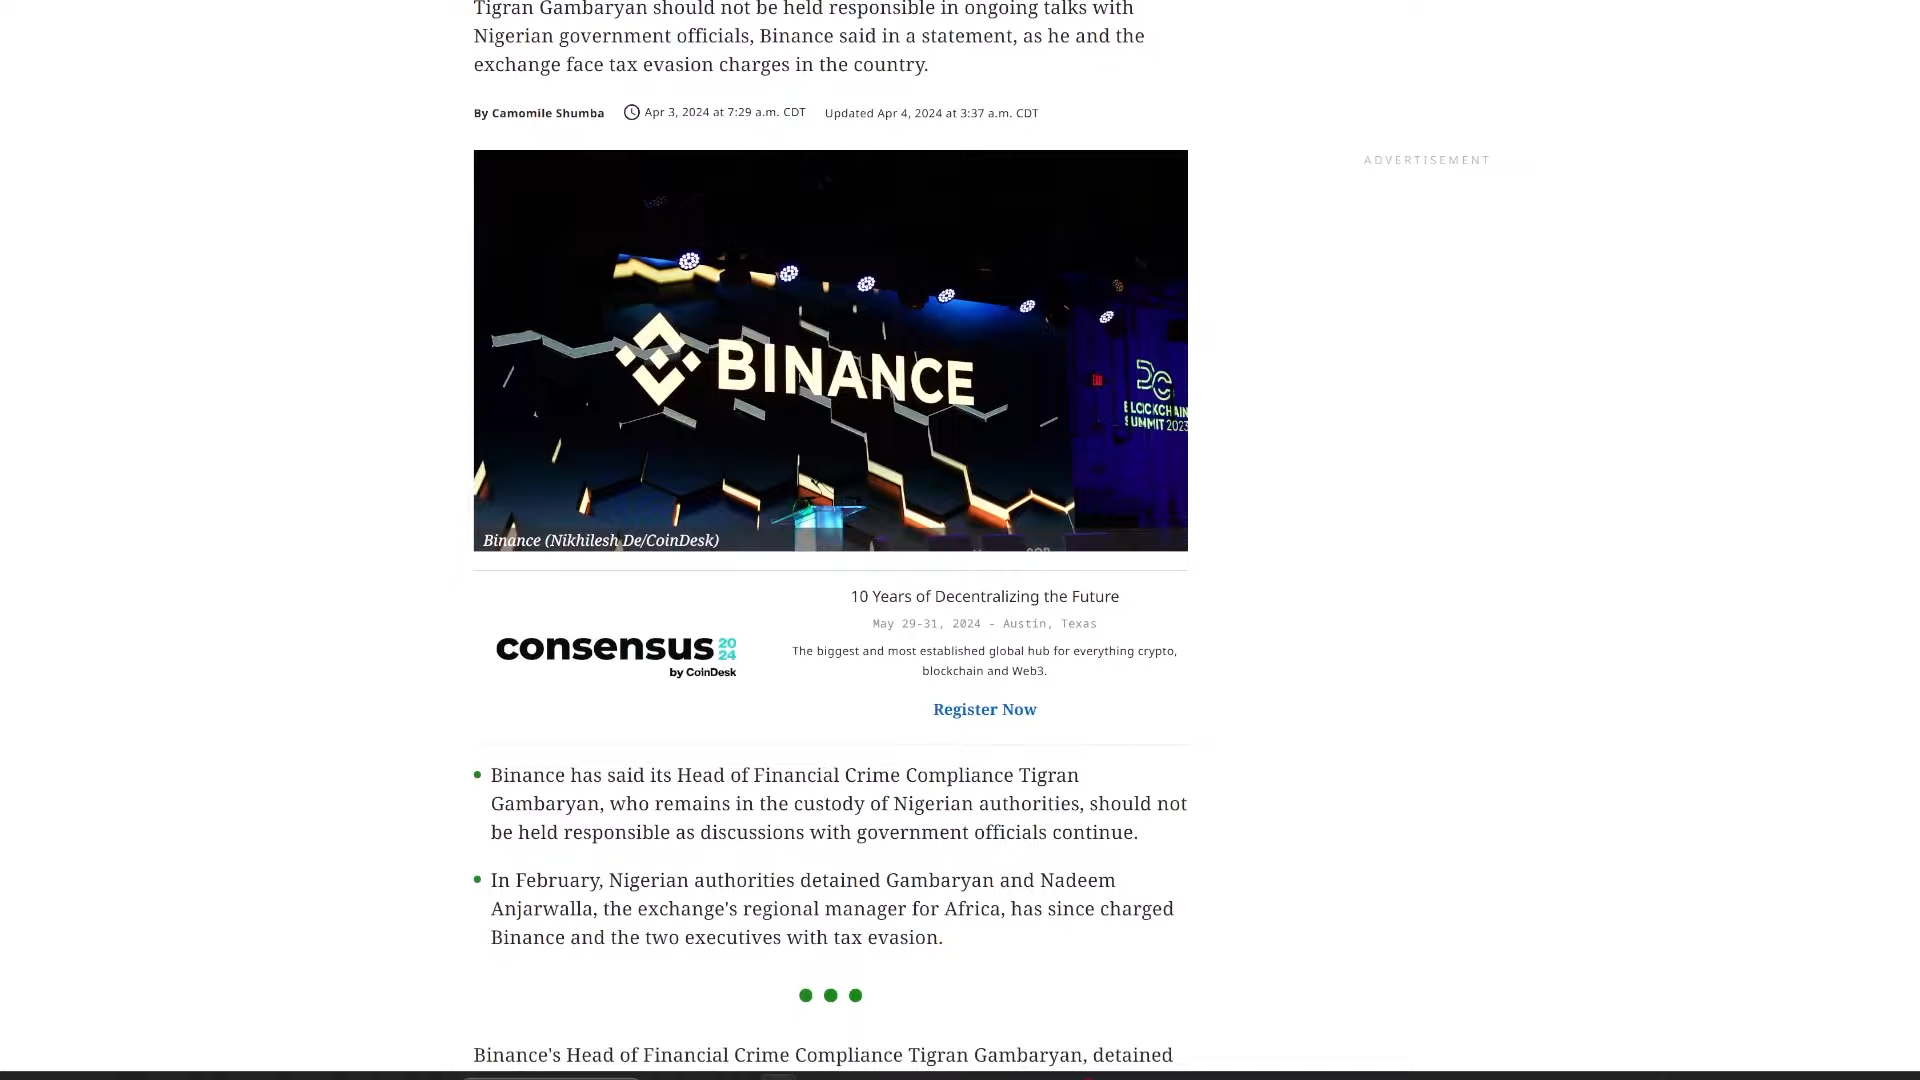 Tigran Gambaryan should not be held responsible in ongoing talks with
Nigerian government officials, Binance said in a statement, as he and the
exchange face tax evasion charges in the country.
By Camomile Shumba Apr 3, 2024 at 7:29 a.m. CDT Updated Apr 4, 2024 at 3:37 a.m. CDT
ADVERTISEMENT
BINANCE
DC
BLOCKCHAIN
SUMMIT 2023
Binance (Nikhilesh De/CoinDesk)
consensus 2024
by CoinDesk
10 Years of Decentralizing the Future
May 29-31, 2024 - Austin, Texas
The biggest and most established global hub for everything crypto,
blockchain and Web3.
Register Now
• Binance has said its Head of Financial Crime Compliance Tigran
Gambaryan, who remains in the custody of Nigerian authorities, should not
be held responsible as discussions with government officials continue.
• In February, Nigerian authorities detained Gambaryan and Nadeem
Anjarwalla, the exchange's regional manager for Africa, has since charged
Binance and the two executives with tax evasion.
Binance's Head of Financial Crime Compliance Tigran Gambaryan, detained